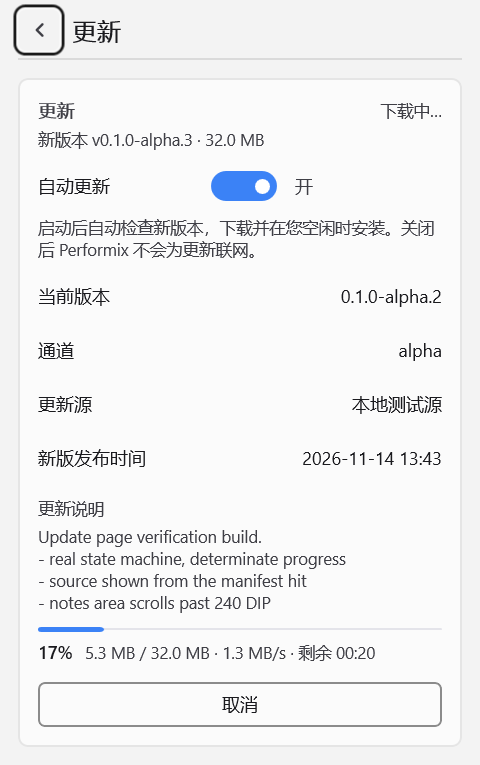 更新
更新
下载中...
新版本 v0.1.0-alpha.3 · 32.0 MB
自动更新
开
启动后自动检查新版本，下载并在您空闲时安装。关闭
后 Performix 不会为更新联网。
当前版本
0.1.0-alpha.2
通道
alpha
更新源
本地测试源
新版发布时间
2026-11-14 13:43
更新说明
Update page verification build.
- real state machine, determinate progress
- source shown from the manifest hit
- notes area scrolls past 240 DIP
17% 5.3 MB / 32.0 MB · 1.3 MB/s · 剩余 00:20
取消